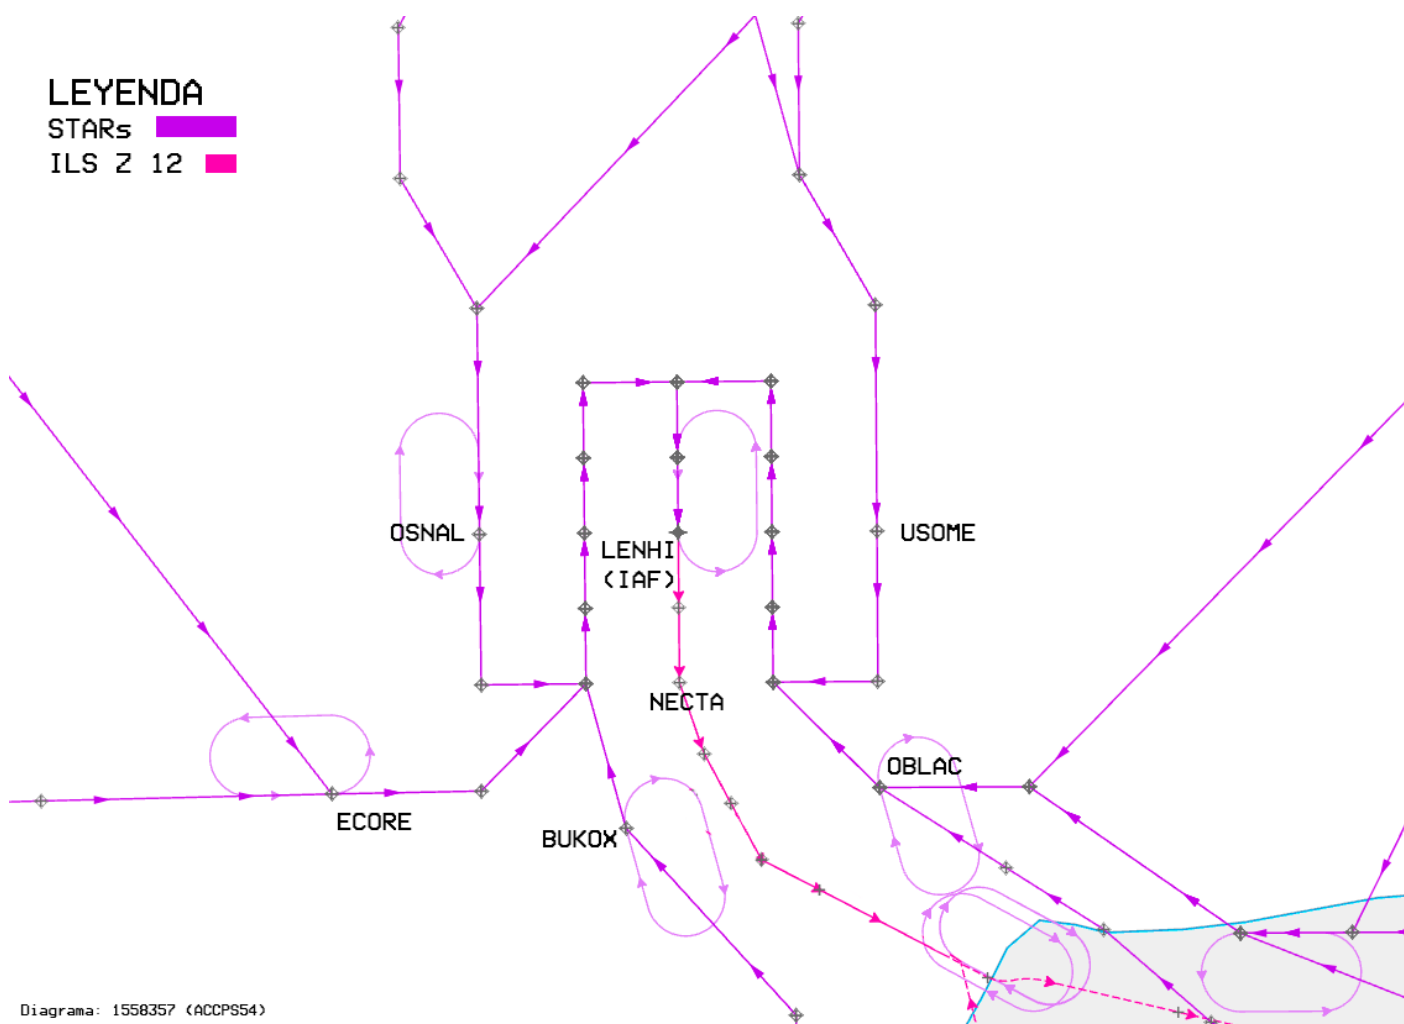 LEYENDA
STARs
ILS Z 12
OSNAL
LENHI
(IAF)
USOME
NECTA
OBLAC
ECORE
BUKOX
Diagrama: 1558357 (ACCPS54)